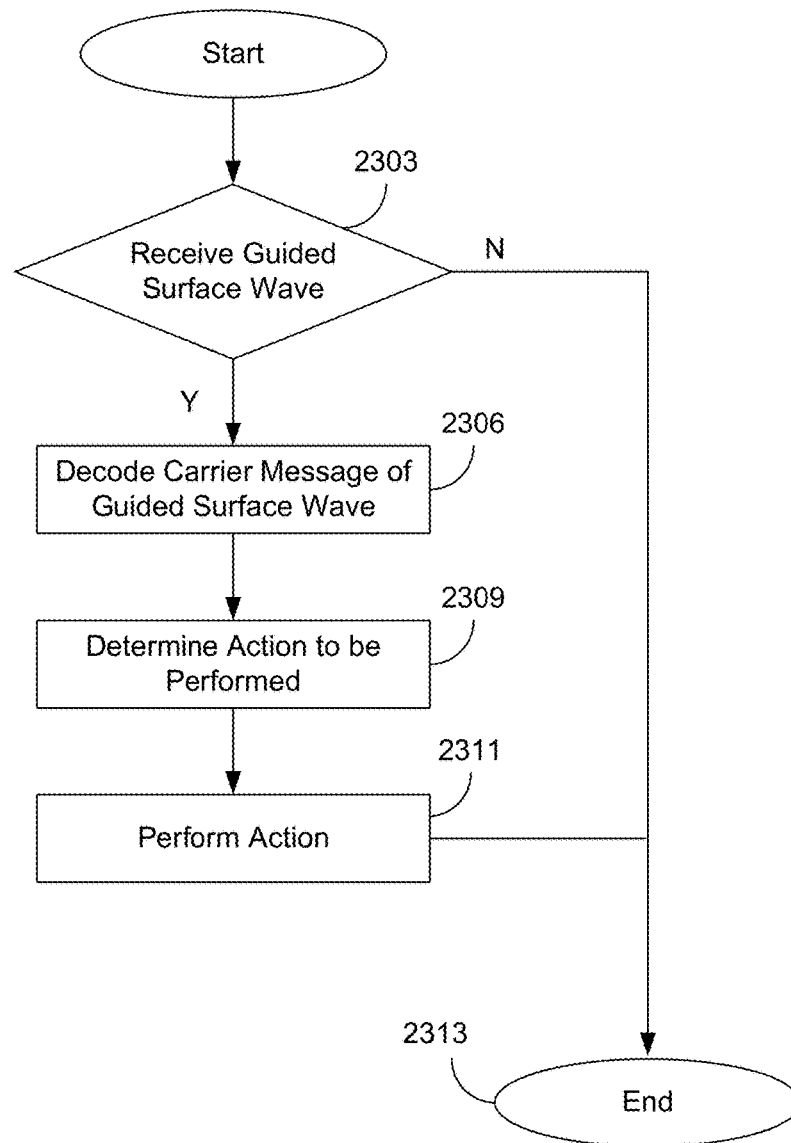 Start
2303
Receive Guided
Surface Wave
N
Y
2306
Decode Carrier Message of
Guided Surface Wave
2309
Determine Action to be
Performed
2311
Perform Action
2313
End